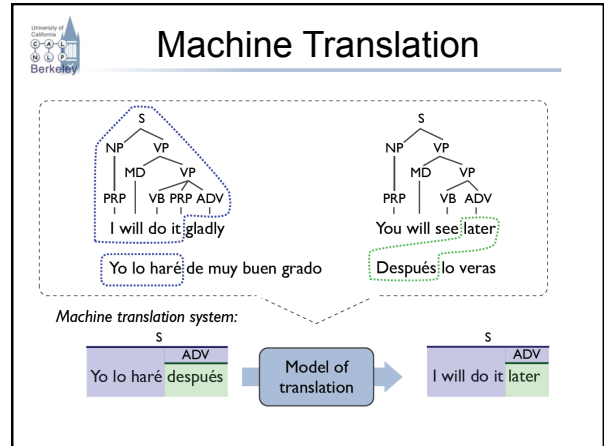 University of
California
C A L
N L P
Berkeley
Machine Translation
S
NP VP
MD VP
PRP VB PRP ADV
I will do it gladly
Yo lo haré de muy buen grado
S
NP VP
MD VP
PRP VB ADV
You will see later
Después lo veras
Machine translation system:
S
ADV
Yo lo haré después
Model of
translation
S
ADV
I will do it later